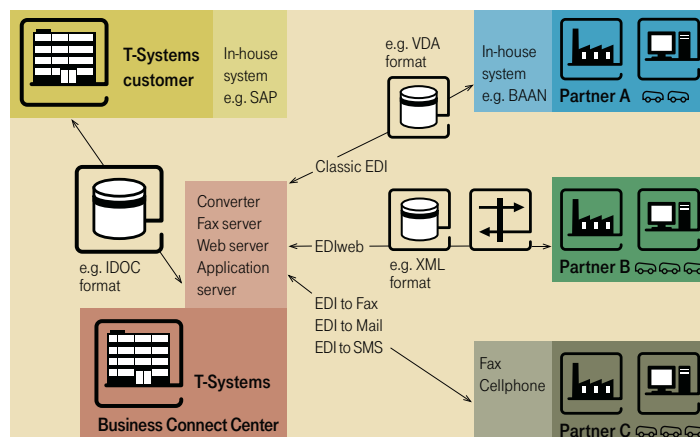 T-Systems
customer
In-house
system
e.g. SAP
e.g. VDA
format
In-house
system
e.g. BAAN
Partner A
Classic EDI
e.g. IDOC
format
Converter
Fax server
Web server
Application
server
EDIweb
e.g. XML
format
Partner B
EDI to Fax
EDI to Mail
EDI to SMS
T-Systems
Business Connect Center
Fax
Cellphone
Partner C